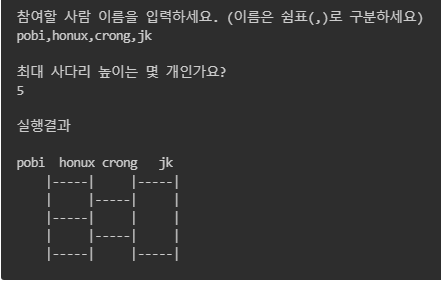 참여할 사람 이름을 입력하세요. (이름은 쉼표(,)로 구분하세요)
pobi,honux,crong,jk
최대 사다리 높이는 몇 개인가요?
5
실행결과
pobi  honux crong   jk
    |-----|     |-----|
    |     |-----|     |
    |-----|     |     |
    |     |-----|     |
    |-----|     |-----|